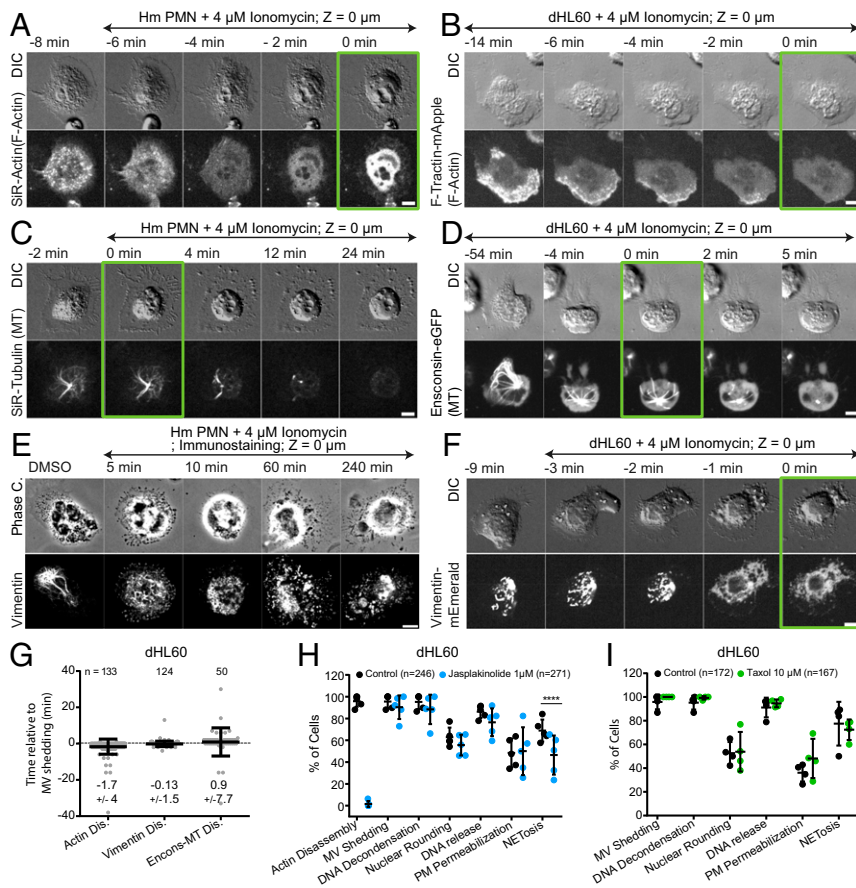 A
Hm PMN + 4 µM Ionomycin; Z = 0 µm
-8 min
-6 min
-4 min
- 2 min
0 min
DIC
SiR-Actin(F-Actin)
B
dHL60 + 4 µM Ionomycin; Z = 0 µm
-14 min
-6 min
-4 min
-2 min
0 min
DIC
F-Tractin-mApple
(F-Actin)
C
Hm PMN + 4 µM Ionomycin; Z = 0 µm
-2 min
0 min
4 min
12 min
24 min
DIC
SiR-Tubulin (MT)
D
dHL60 + 4 µM Ionomycin; Z = 0 µm
-54 min
-4 min
0 min
2 min
5 min
DIC
Ensconsin-eGFP
(MT)
E
Hm PMN + 4 µM Ionomycin
; Immunostaining; Z = 0 µm
DMSO
5 min
10 min
60 min
240 min
Phase C.
Vimentin
F
dHL60 + 4 µM Ionomycin; Z = 0 µm
-9 min
-3 min
-2 min
-1 min
0 min
DIC
Vimentin-
mEmerald
G
dHL60
Time relative to
MV shedding (min)
40
20
0
-20
-40
n = 133
124
50
-1.7
+/- 4
-0.13
+/-1.5
0.9
+/-7.7
Actin Dis.
Vimentin Dis.
Encons-MT Dis.
H
dHL60
Control (n=246)
Jasplakinolide 1µM (n=271)
% of Cells
120
100
80
60
40
20
0
****
Actin Disassembly
MV Shedding
DNA Decondensation
Nuclear Rounding
DNA release
PM Permeabilization
NETosis
I
dHL60
Control (n=172)
Taxol 10 µM (n=167)
% of Cells
120
100
80
60
40
20
0
MV Shedding
DNA Decondensation
Nuclear Rounding
DNA release
PM Permeabilization
NETosis